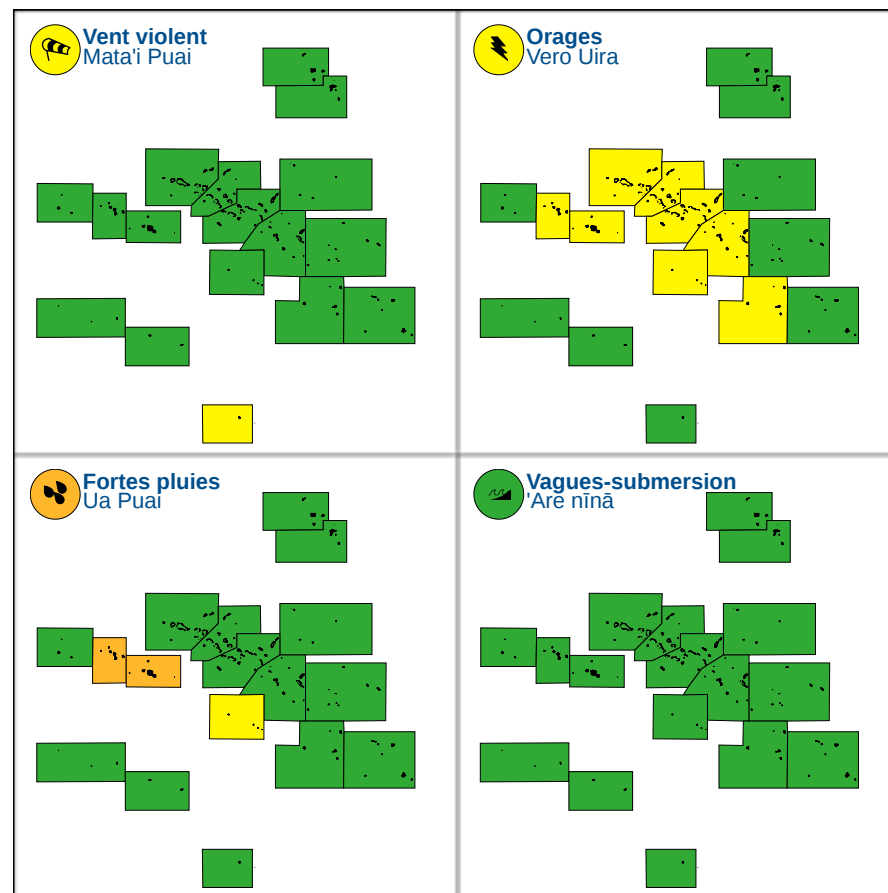 Vent violent
Mata'i Puai
Orages
Vero Uira
Fortes pluies
Ua Puai
Vagues-submersion
'Are nīnā